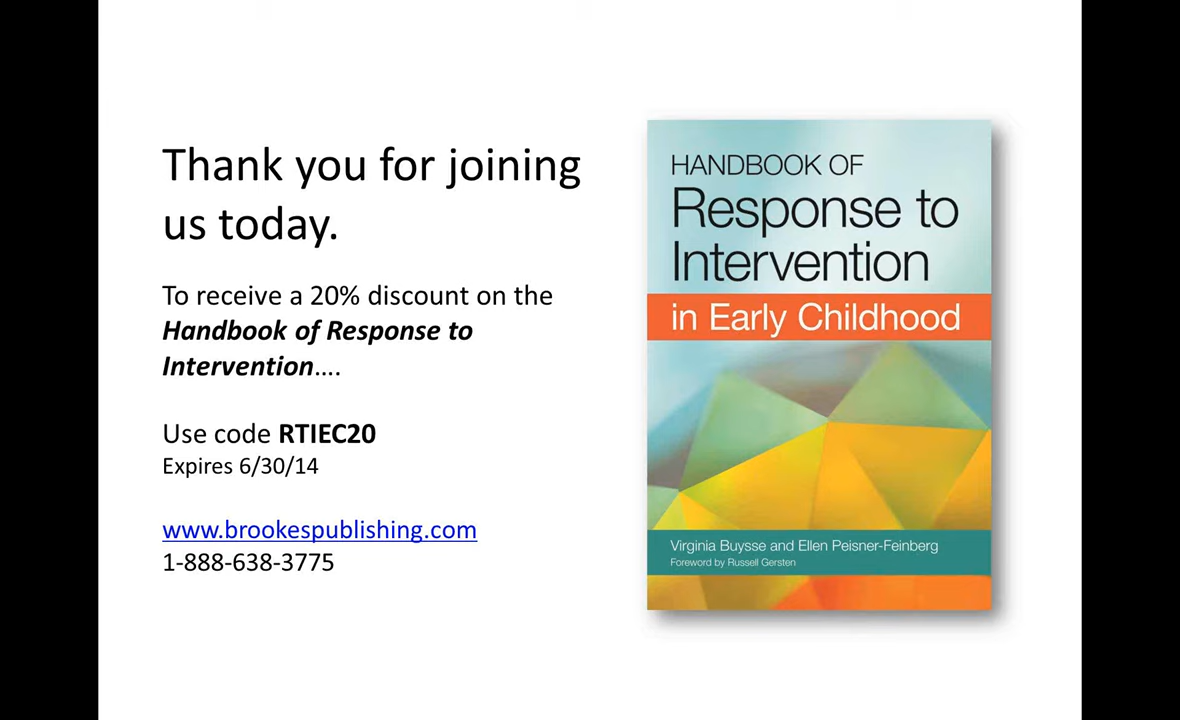 Thank you for joining
us today.
To receive a 20% discount on the
Handbook of Response to
Intervention....
Use code RTIEC20
Expires 6/30/14
www.brookespublishing.com
1-888-638-3775
HANDBOOK OF
Response to
Intervention
in Early Childhood
Virginia Buysse and Ellen Peisner-Feinberg
Foreword by Russell Gersten